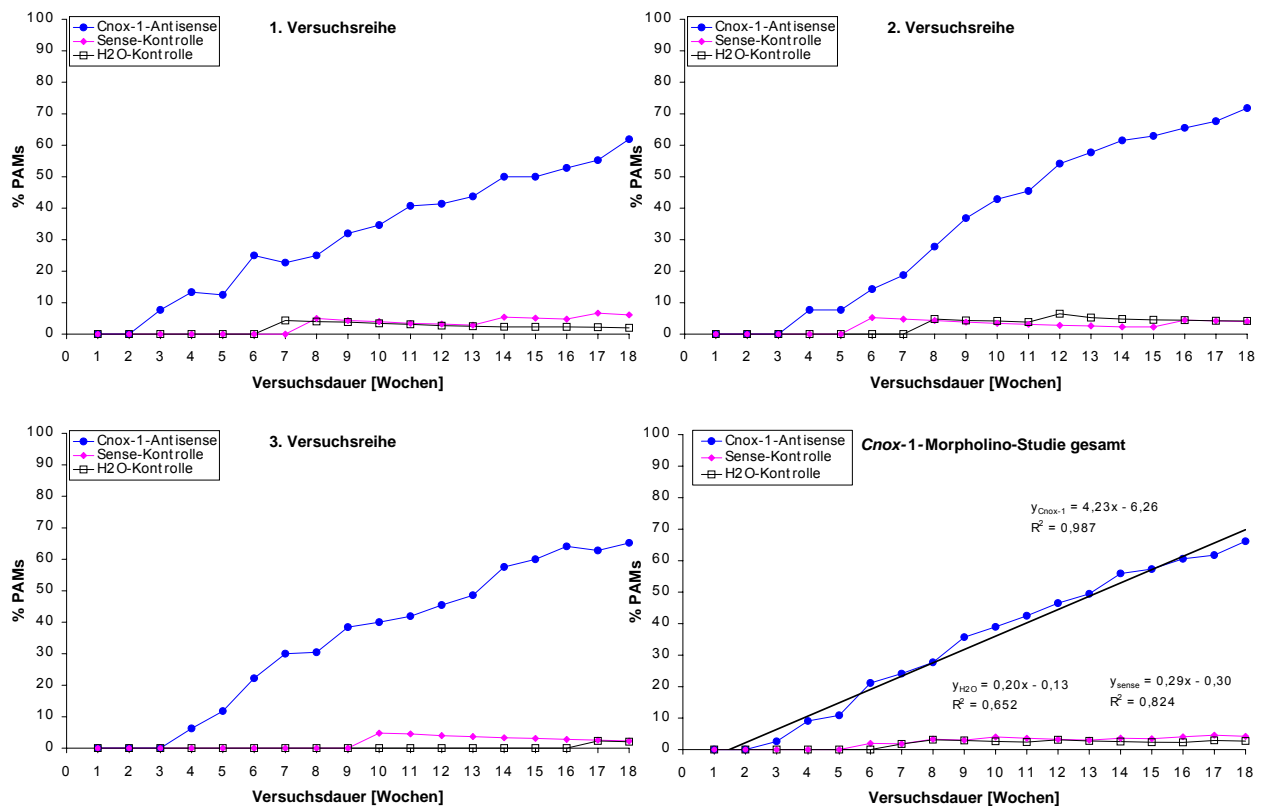 1. Versuchsreihe
Cnox-1-Antisense
Sense-Kontrolle
H2O-Kontrolle
100
90
80
70
60
50
40
30
20
10
0
% PAMs
0 1 2 3 4 5 6 7 8 9 10 11 12 13 14 15 16 17 18
Versuchsdauer [Wochen]
2. Versuchsreihe
Cnox-1-Antisense
Sense-Kontrolle
H2O-Kontrolle
100
90
80
70
60
50
40
30
20
10
0
% PAMs
0 1 2 3 4 5 6 7 8 9 10 11 12 13 14 15 16 17 18
Versuchsdauer [Wochen]
3. Versuchsreihe
Cnox-1-Antisense
Sense-Kontrolle
H2O-Kontrolle
100
90
80
70
60
50
40
30
20
10
0
% PAMs
0 1 2 3 4 5 6 7 8 9 10 11 12 13 14 15 16 17 18
Versuchsdauer [Wochen]
Cnox-1-Morpholino-Studie gesamt
Cnox-1-Antisense
Sense-Kontrolle
H2O-Kontrolle
100
90
80
70
60
50
40
30
20
10
0
% PAMs
yCnox-1 = 4,23x - 6,26
R² = 0,987
yH2O = 0,20x - 0,13
R² = 0,652
ysense = 0,29x - 0,30
R² = 0,824
0 1 2 3 4 5 6 7 8 9 10 11 12 13 14 15 16 17 18
Versuchsdauer [Wochen]